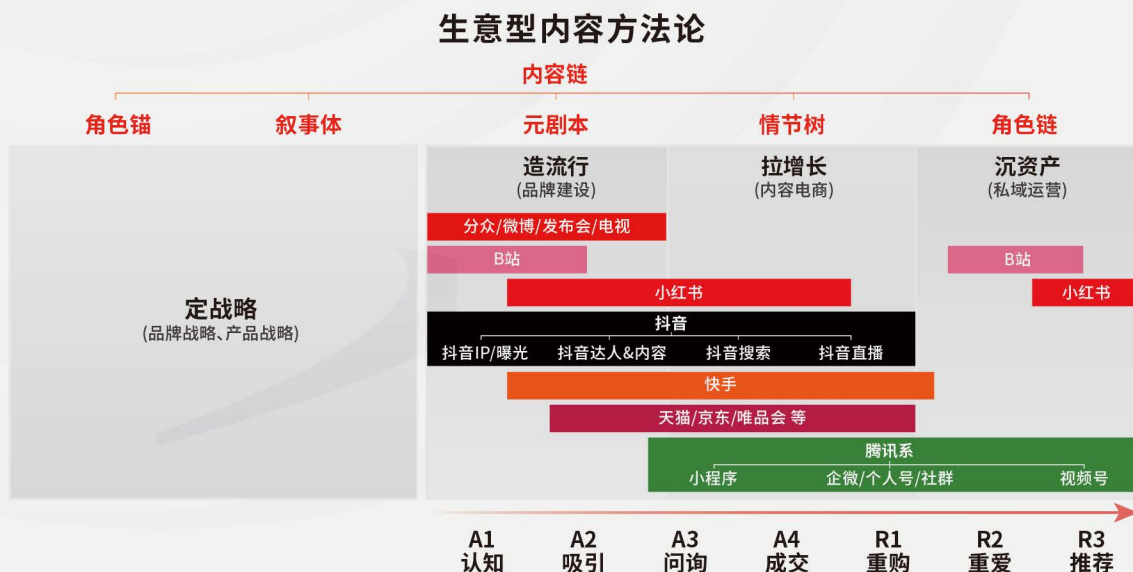 生意型内容方法论
内容链
角色锚 叙事体 元剧本 情节树 角色链
造流行 拉增长 沉资产
(品牌建设) (内容电商) (私域运营)
分众/微博/发布会/电视
B站 B站
小红书 小红书
定战略
(品牌战略、产品战略)
抖音
抖音IP/曝光 抖音达人&内容 抖音搜索 抖音直播
快手
天猫/京东/唯品会 等
腾讯系
小程序 企微/个人号/社群 视频号
A1 A2 A3 A4 R1 R2 R3
认知 吸引 问询 成交 重购 重爱 推荐